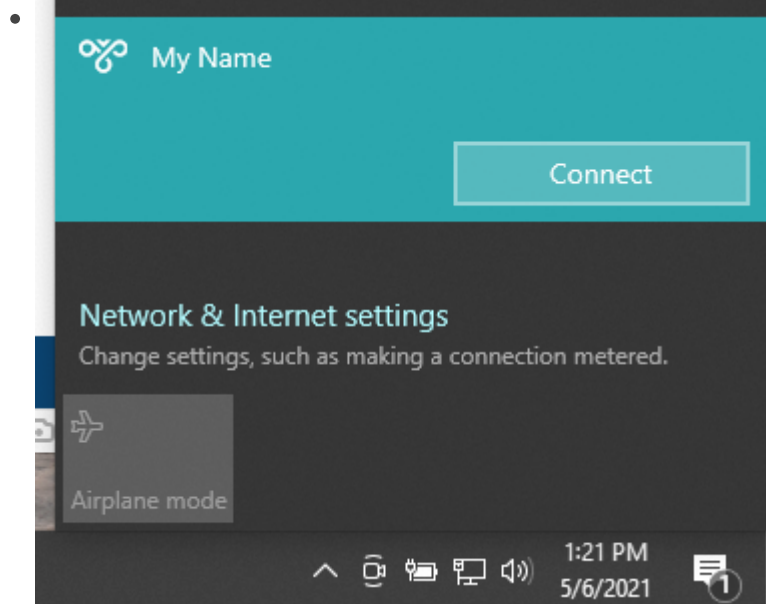 My Name
Connect
Network & Internet settings
Change settings, such as making a connection metered.
Airplane mode
1:21 PM
5/6/2021
1